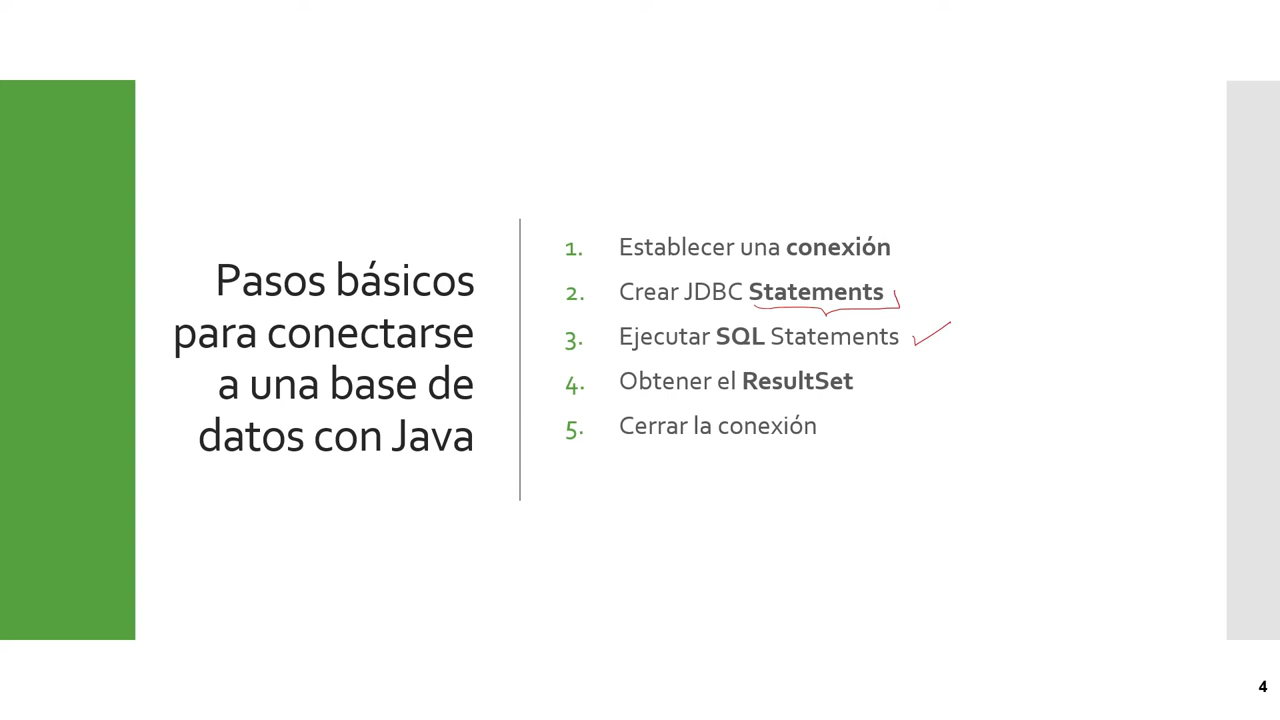 Pasos básicos
para conectarse
a una base de
datos con Java
1. Establecer una conexión
2. Crear JDBC Statements
3. Ejecutar SQL Statements
4. Obtener el ResultSet
5. Cerrar la conexión
4